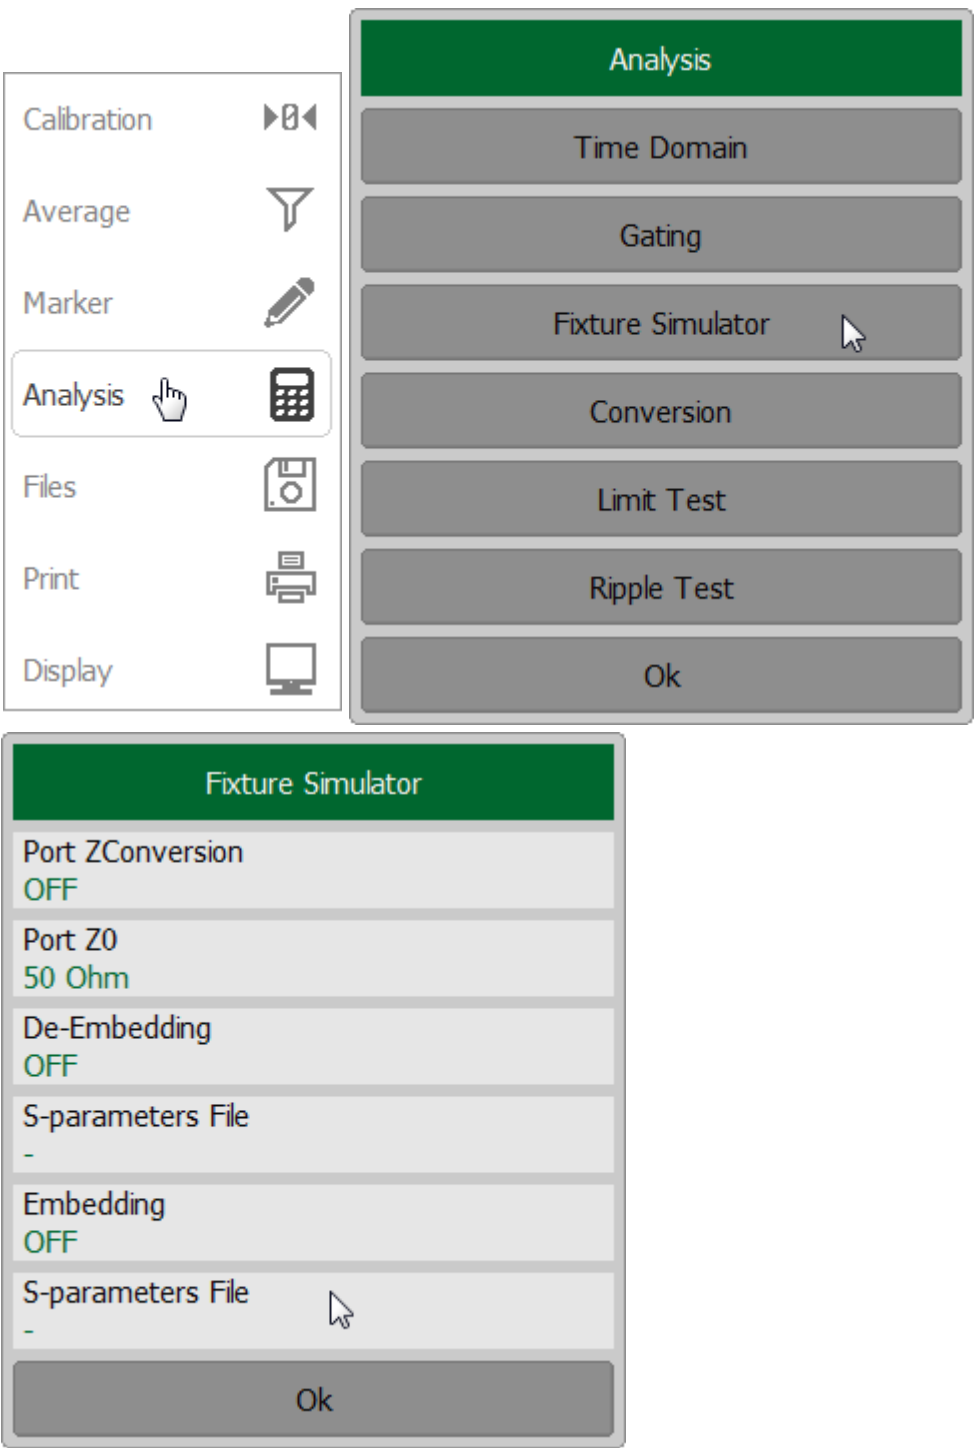 Calibration
Average
Marker
Analysis
Files
Print
Display
Analysis
Time Domain
Gating
Fixture Simulator
Conversion
Limit Test
Ripple Test
Ok
Fixture Simulator
Port ZConversion
OFF
Port Z0
50 Ohm
De-Embedding
OFF
S-parameters File
-
Embedding
OFF
S-parameters File
-
Ok